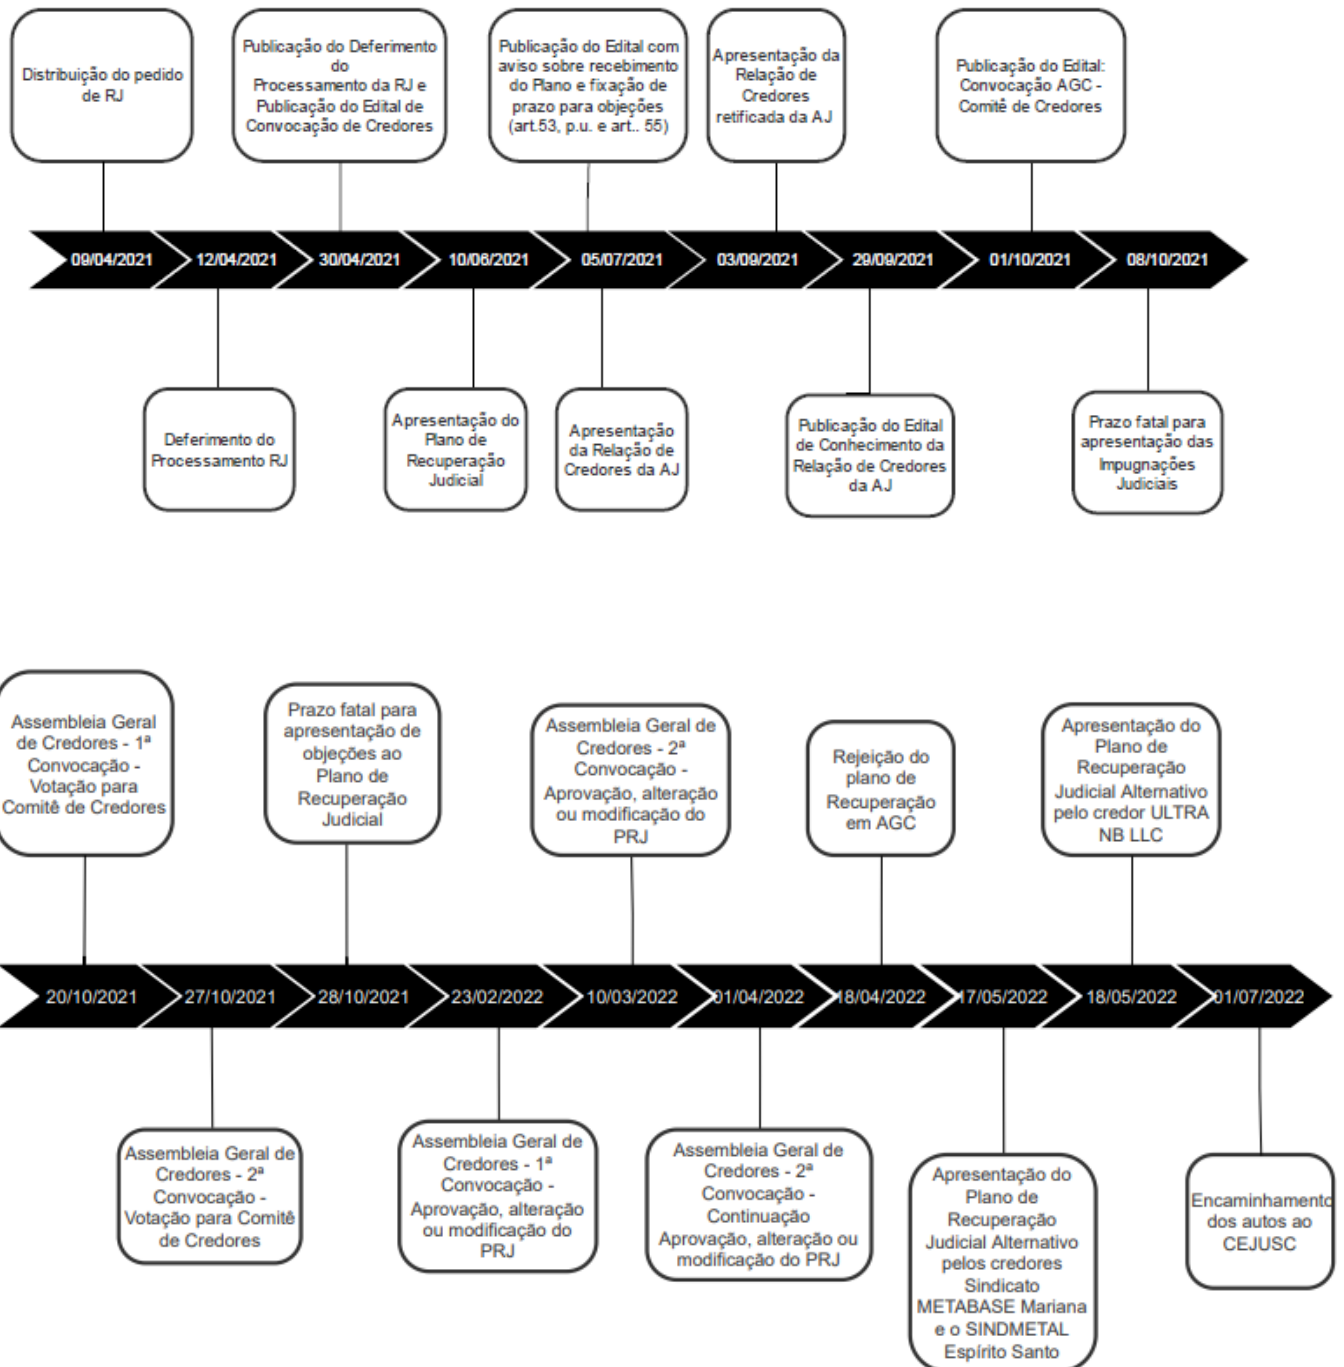 Distribuição do pedido
de RJ
Publicação do Deferimento
do
Processamento da RJ e
Publicação do Edital de
Convocação de Credores
Publicação do Edital com
aviso sobre recebimento
do Plano e fixação de
prazo para objeções
(art.53, p.u. e art.. 55)
Apresentação da
Relação de
Credores
retificada da AJ
Publicação do Edital:
Convocação AGC -
Comitê de Credores
09/04/2021
12/04/2021
30/04/2021
10/06/2021
05/07/2021
03/09/2021
29/09/2021
01/10/2021
08/10/2021
Deferimento do
Processamento RJ
Apresentação do
Plano de
Recuperação
Judicial
Apresentação
da Relação de
Credores da AJ
Publicação do Edital
de Conhecimento da
Relação de Credores
da AJ
Prazo fatal para
apresentação das
Impugnações
Judiciais
Assembleia Geral
de Credores - 1ª
Convocação -
Votação para
Comitê de Credores
Prazo fatal para
apresentação de
objeções ao
Plano de
Recuperação
Judicial
Assembleia Geral de
Credores - 2ª
Convocação -
Aprovação, alteração
ou modificação do
PRJ
Rejeição do
plano de
Recuperação
em AGC
Apresentação do
Plano de
Recuperação
Judicial Alternativo
pelo credor ULTRA
NB LLC
20/10/2021
27/10/2021
28/10/2021
23/02/2022
10/03/2022
01/04/2022
18/04/2022
17/05/2022
18/05/2022
01/07/2022
Assembleia Geral de
Credores - 2ª
Convocação -
Votação para Comitê
de Credores
Assembleia Geral de
Credores - 1ª
Convocação -
Aprovação, alteração
ou modificação do
PRJ
Assembleia Geral de
Credores - 2ª
Convocação -
Continuação
Aprovação, alteração ou
modificação do PRJ
Apresentação do
Plano de
Recuperação
Judicial Alternativo
pelos credores
Sindicato
METABASE Mariana
e o SINDMETAL
Espírito Santo
Encaminhamento
dos autos ao
CEJUSC